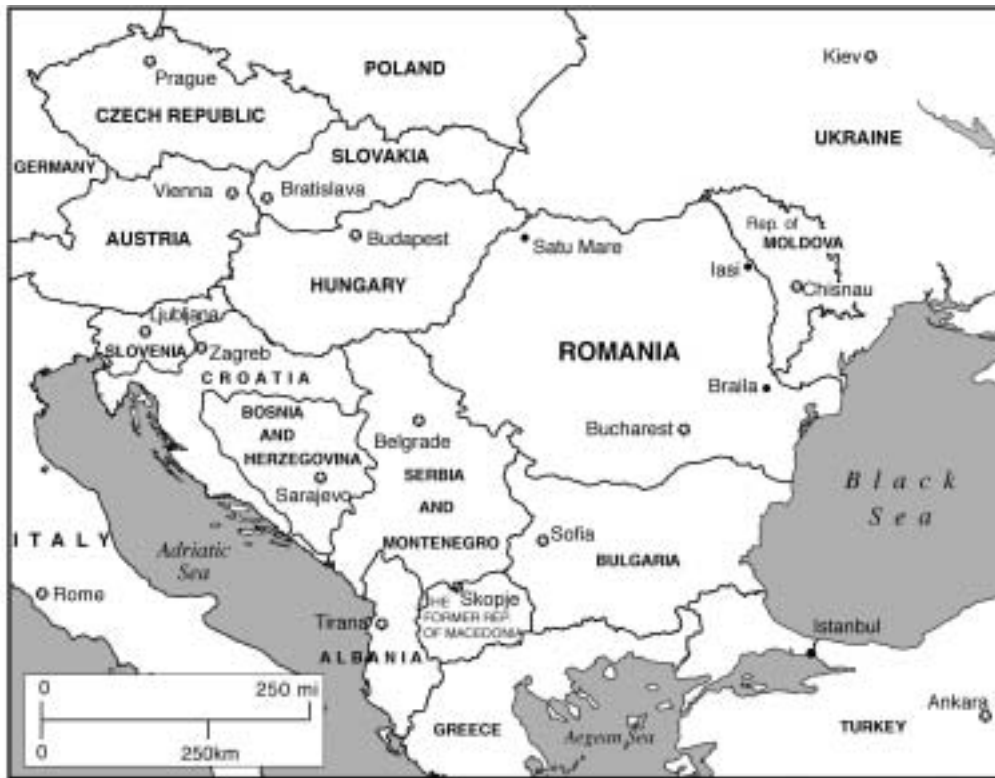 Kiev
Prague
POLAND
CZECH REPUBLIC
UKRAINE
SLOVAKIA
GERMANY
Vienna
Bratislava
Rep. of
MOLDOVA
AUSTRIA
Budapest
Satu Mare
Iasi
HUNGARY
Chisnau
Ljubljana
SLOVENIA
Zagreb
ROMANIA
CROATIA
Braila
BOSNIA
AND
HERZEGOVINA
Belgrade
Bucharest
SERBIA
AND
MONTENEGRO
Sarajevo
Black
Sea
ITALY
Adriatic
Sea
Sofia
BULGARIA
Rome
Skopje
THE
FORMER REP.
OF MACEDONIA
Tirana
ALBANIA
Istanbul
0
250 mi
0
250km
GREECE
Aegean Sea
TURKEY
Ankara